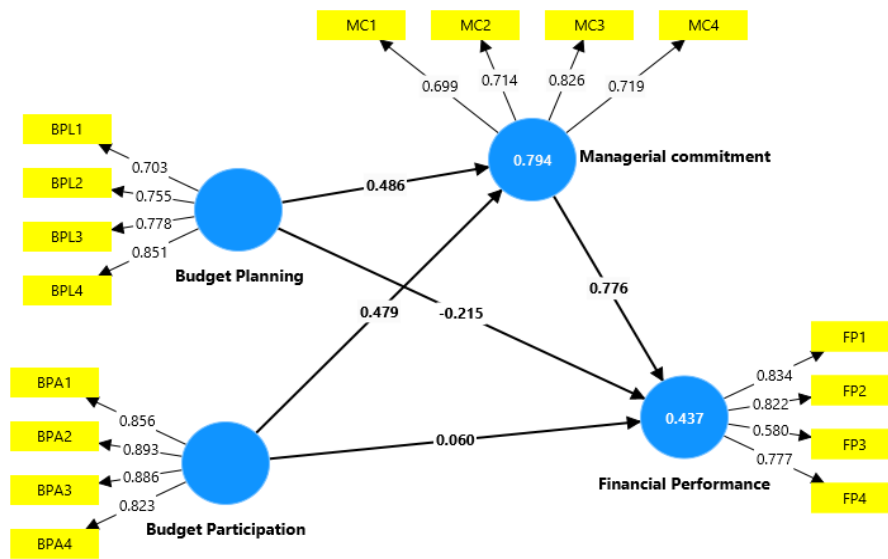 MC1
MC2
MC3
MC4
0.699
0.714
0.826
0.719
0.794
Managerial commitment
BPL1
BPL2
BPL3
BPL4
0.703
0.755
0.778
0.851
Budget Planning
0.486
0.479
-0.215
0.776
0.060
BPA1
BPA2
BPA3
BPA4
0.856
0.893
0.886
0.823
Budget Participation
0.437
Financial Performance
0.834
0.822
0.580
0.777
FP1
FP2
FP3
FP4